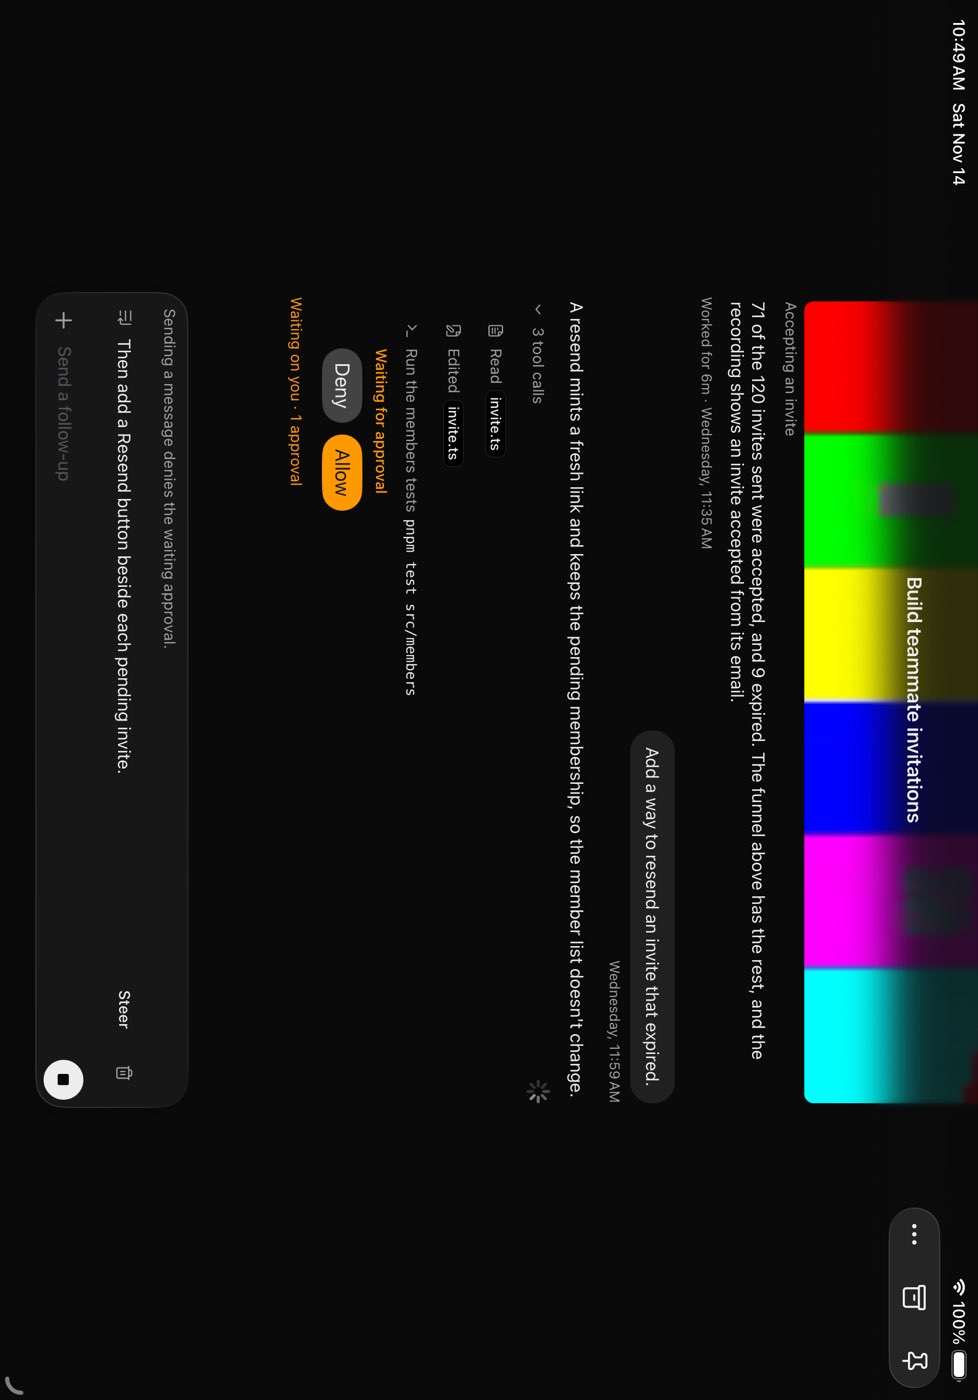 10:49 AM Sat Nov 14
100%
Build teammate invitations
Accepting an invite
71 of the 120 invites sent were accepted, and 9 expired. The funnel above has the rest, and the
recording shows an invite accepted from its email.
Worked for 6m · Wednesday, 11:35 AM
Add a way to resend an invite that expired.
Wednesday, 11:59 AM
A resend mints a fresh link and keeps the pending membership, so the member list doesn't change.
3 tool calls
Read invite.ts
Edited invite.ts
Run the members tests pnpm test src/members
Waiting for approval
Deny Allow
Waiting on you · 1 approval
Sending a message denies the waiting approval.
Then add a Resend button beside each pending invite. Steer
Send a follow-up